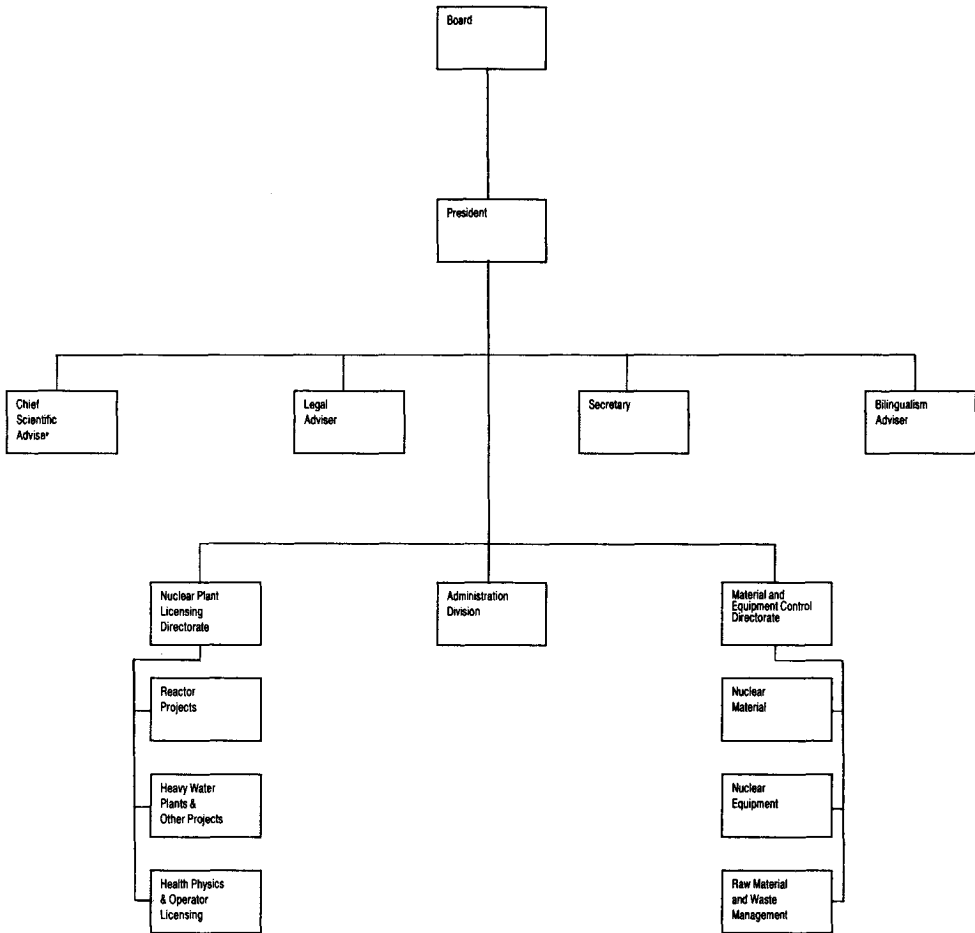 Board
President
Chief
Scientific
Adviser
Legal
Adviser
Secretary
Bilingualism
Adviser
Nuclear Plant
Licensing
Directorate
Administration
Division
Material and
Equipment Control
Directorate
Reactor
Projects
Nuclear
Material
Heavy Water
Plants &
Other Projects
Nuclear
Equipment
Health Physics
& Operator
Licensing
Raw Material
and Waste
Management